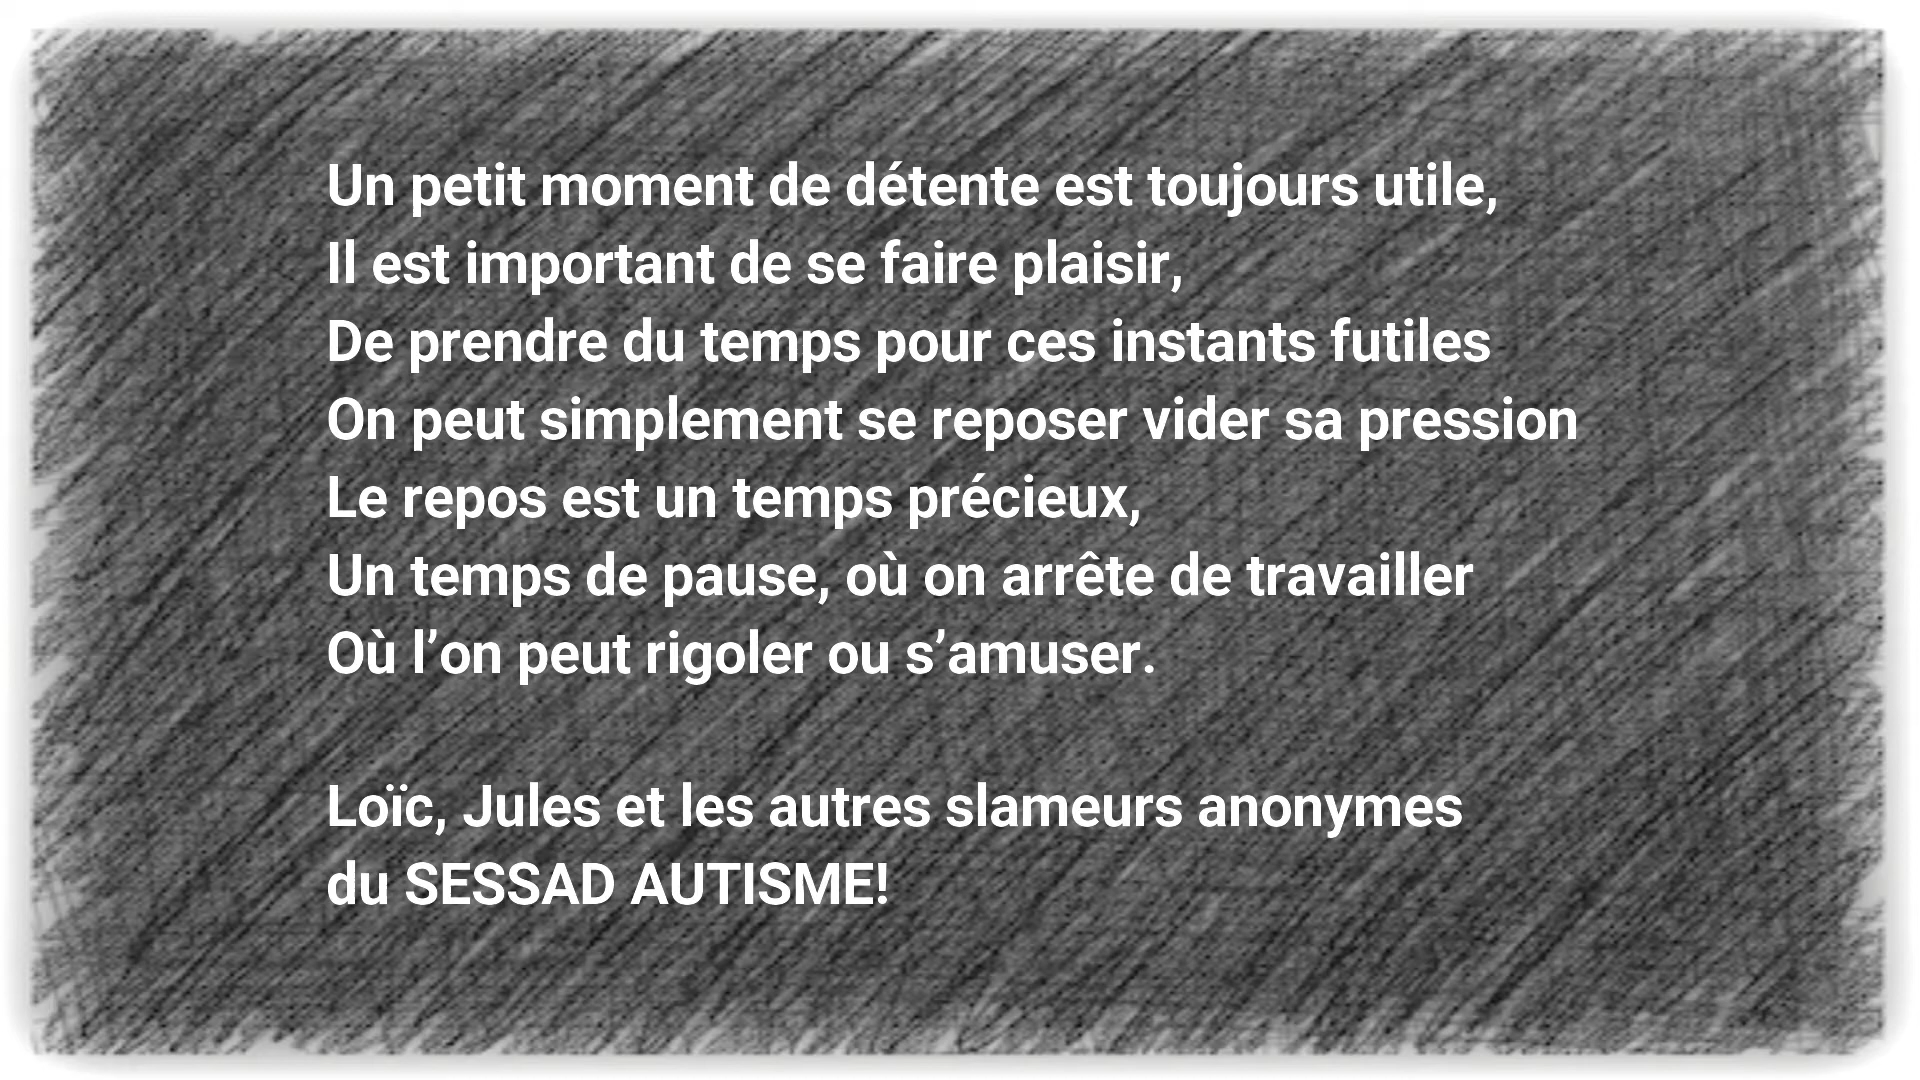 Un petit moment de détente est toujours utile,
Il est important de se faire plaisir,
De prendre du temps pour ces instants futiles
On peut simplement se reposer vider sa pression
Le repos est un temps précieux,
Un temps de pause, où on arrête de travailler
Où l’on peut rigoler ou s’amuser.
Loïc, Jules et les autres slameurs anonymes
du SESSAD AUTISME!